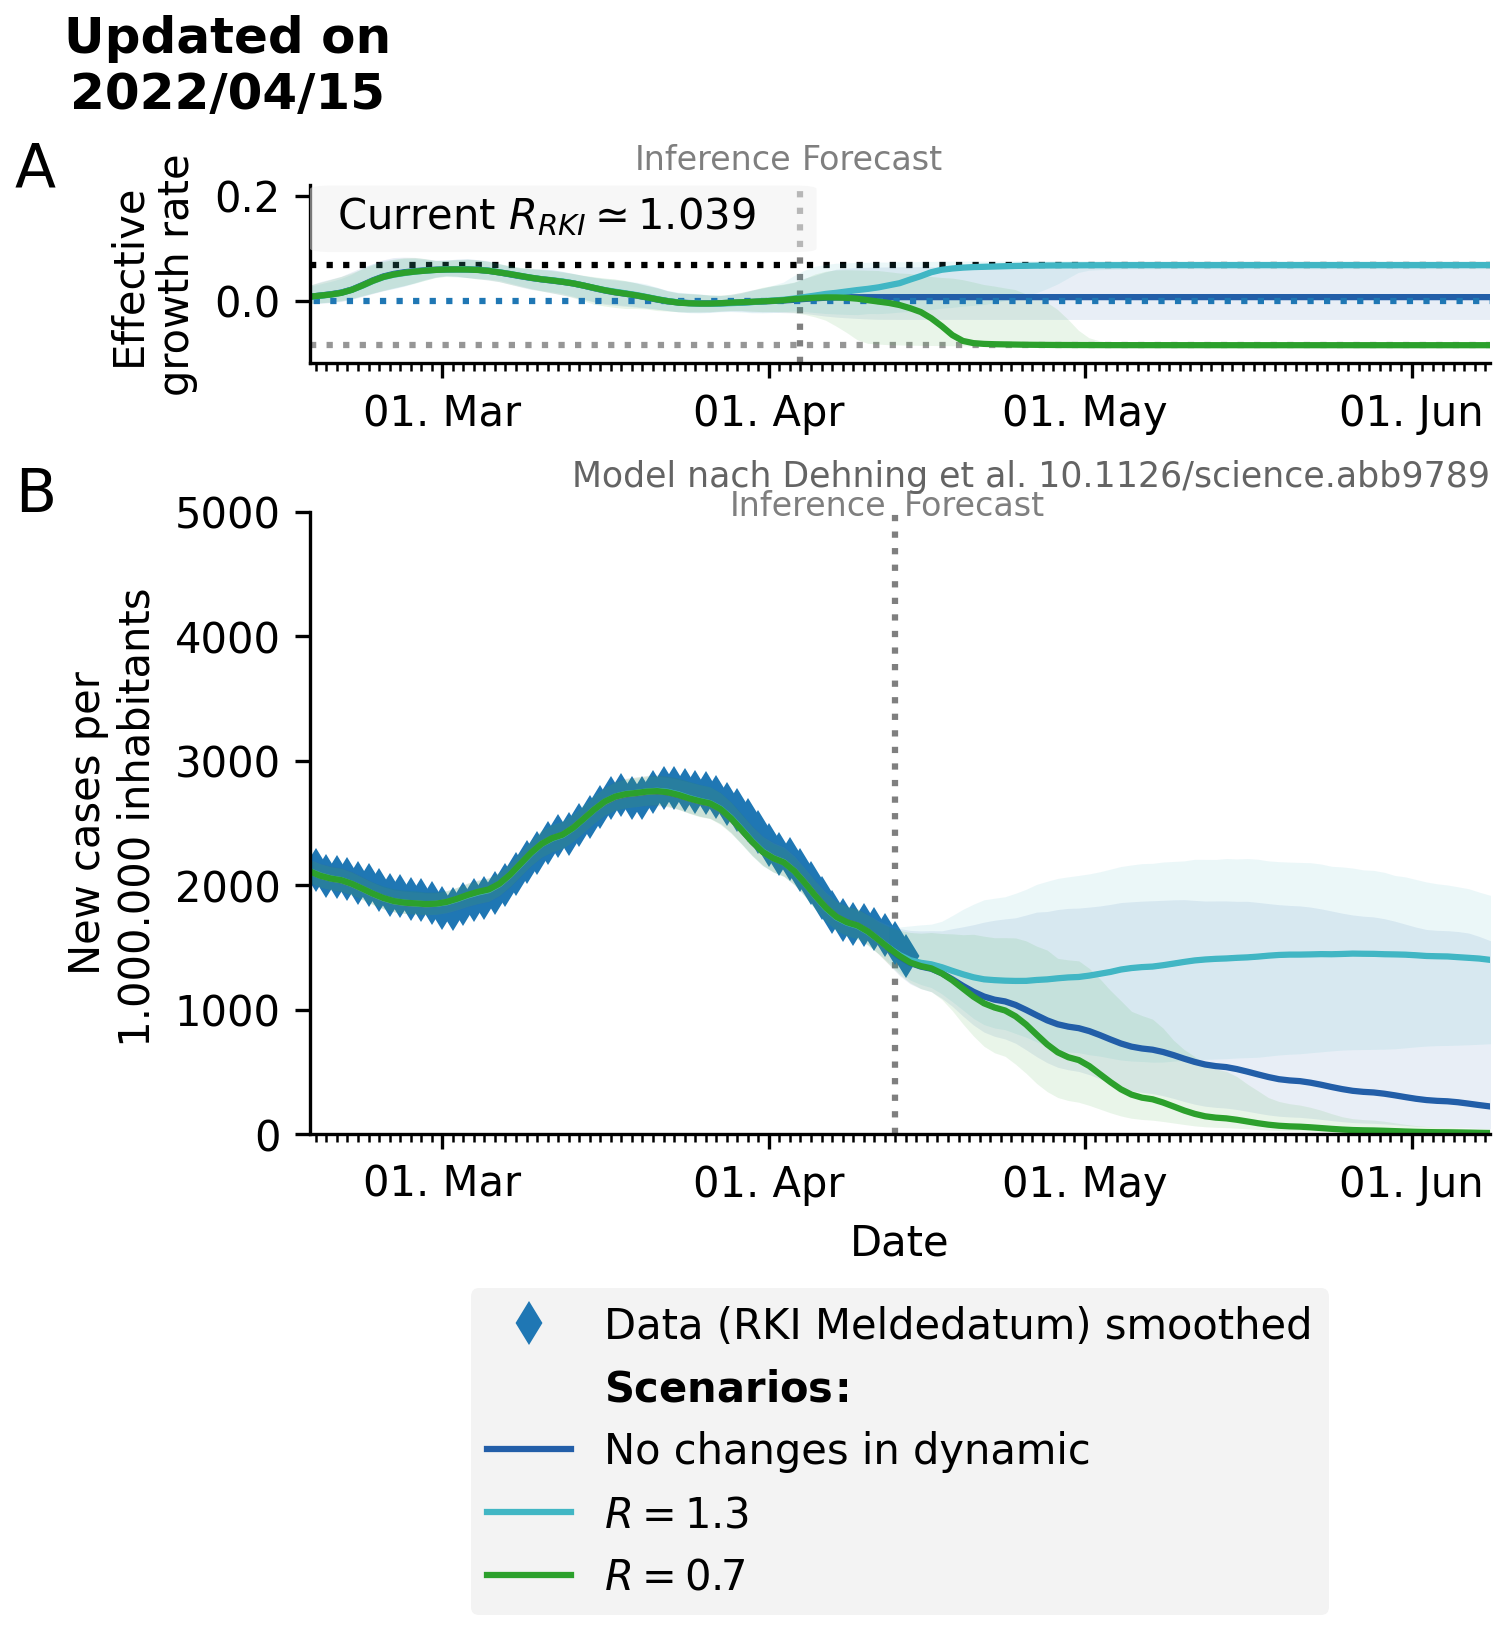 Updated on
2022/04/15
A
Inference Forecast
Effective
growth rate
0.2
0.0
Current R_RKI ≃ 1.039
01. Mar 01. Apr 01. May 01. Jun
B
Model nach Dehning et al. 10.1126/science.abb9789
Inference Forecast
New cases per
1.000.000 inhabitants
5000
4000
3000
2000
1000
0
01. Mar 01. Apr 01. May 01. Jun
Date
Data (RKI Meldedatum) smoothed
Scenarios:
No changes in dynamic
R = 1.3
R = 0.7